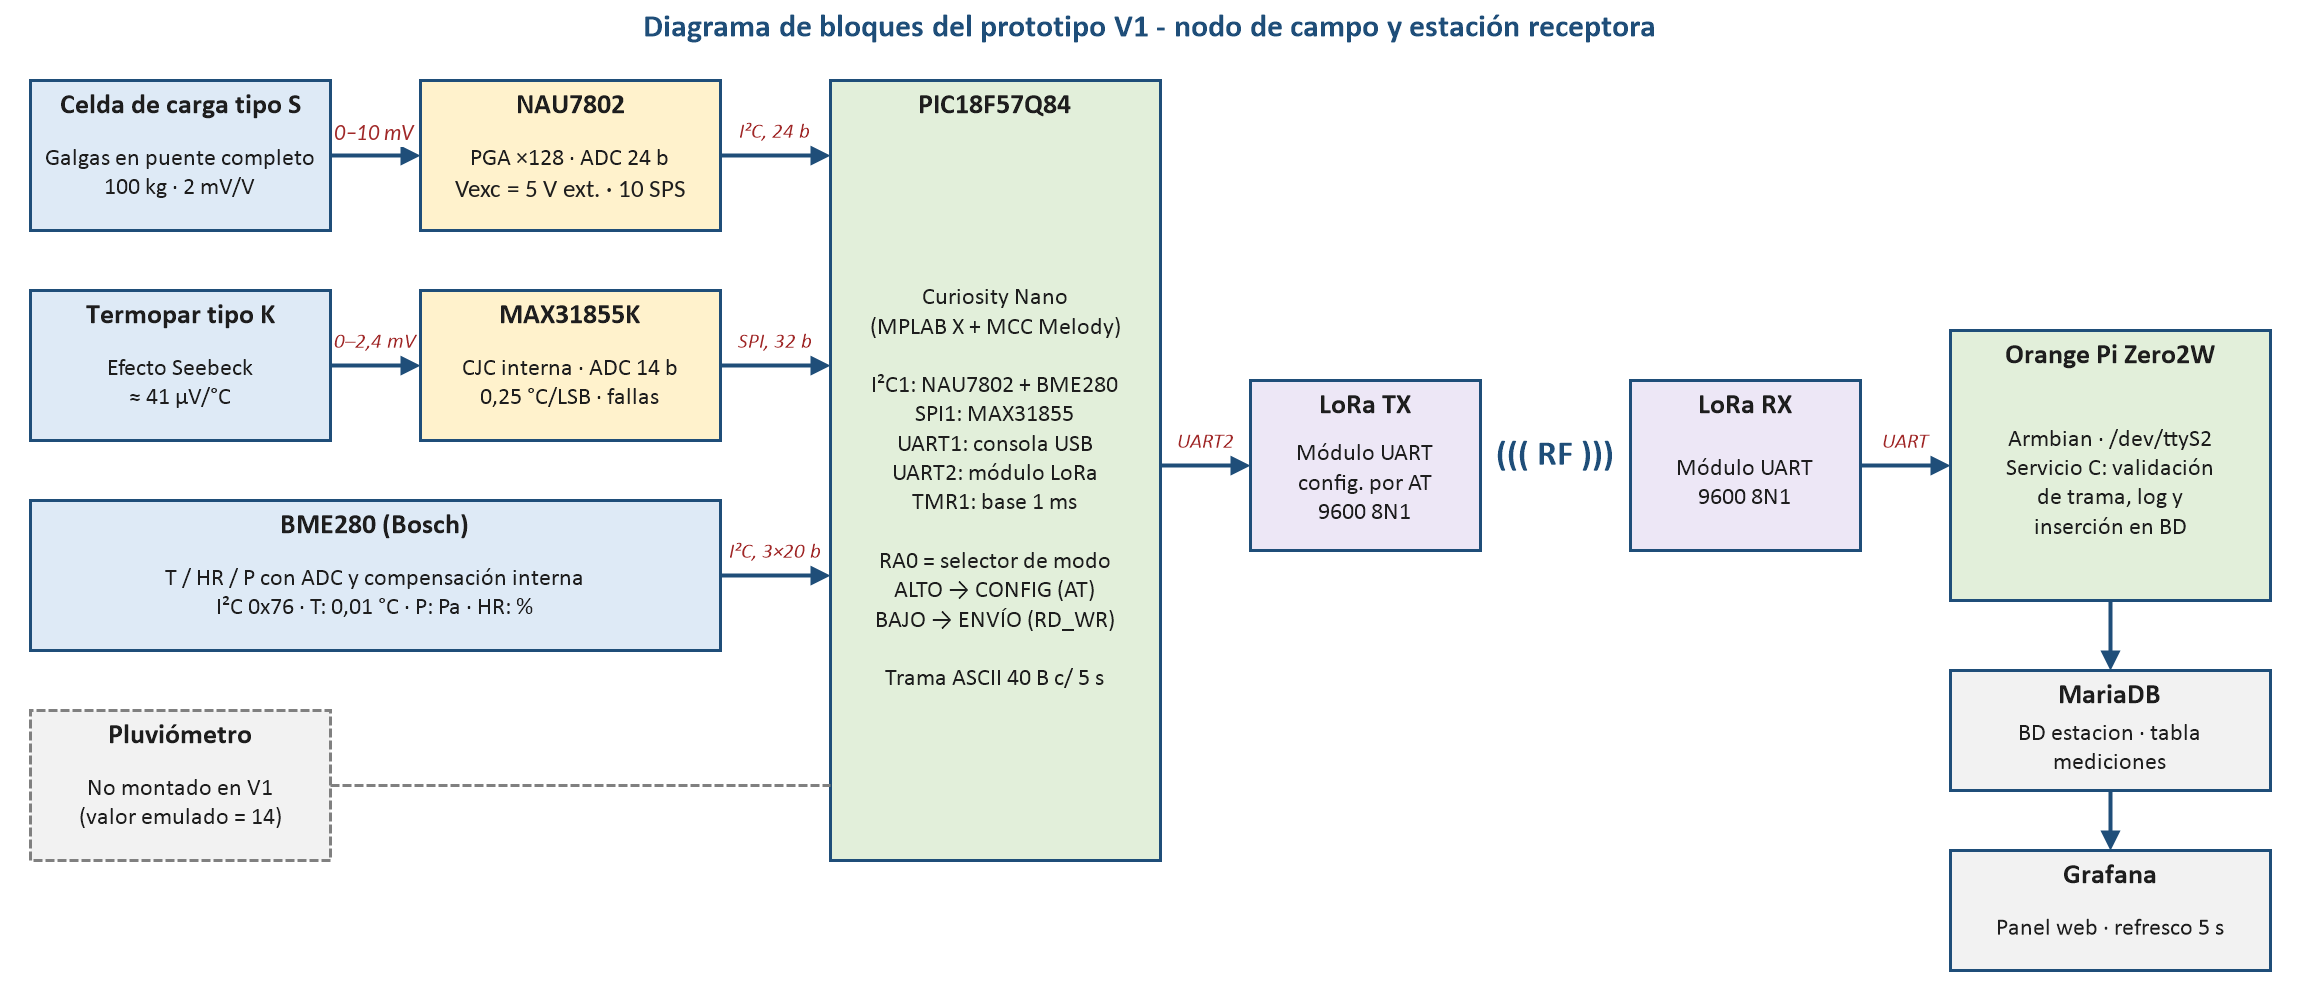 Diagrama de bloques del prototipo V1 - nodo de campo y estación receptora
Celda de carga tipo S
Galgas en puente completo
100 kg · 2 mV/V
0–10 mV
NAU7802
PGA ×128 · ADC 24 b
Vexc = 5 V ext. · 10 SPS
I²C, 24 b
Termopar tipo K
Efecto Seebeck
≈ 41 µV/°C
0–2,4 mV
MAX31855K
CJC interna · ADC 14 b
0,25 °C/LSB · fallas
SPI, 32 b
BME280 (Bosch)
T / HR / P con ADC y compensación interna
I²C 0x76 · T: 0,01 °C · P: Pa · HR: %
I²C, 3×20 b
Pluviómetro
No montado en V1
(valor emulado = 14)
PIC18F57Q84
Curiosity Nano
(MPLAB X + MCC Melody)
I²C1: NAU7802 + BME280
SPI1: MAX31855
UART1: consola USB
UART2: módulo LoRa
TMR1: base 1 ms
RA0 = selector de modo
ALTO → CONFIG (AT)
BAJO → ENVÍO (RD_WR)
Trama ASCII 40 B c/ 5 s
UART2
LoRa TX
Módulo UART
config. por AT
9600 8N1
((( RF )))
LoRa RX
Módulo UART
9600 8N1
UART
Orange Pi Zero2W
Armbian · /dev/ttyS2
Servicio C: validación
de trama, log y
inserción en BD
MariaDB
BD estacion · tabla
mediciones
Grafana
Panel web · refresco 5 s